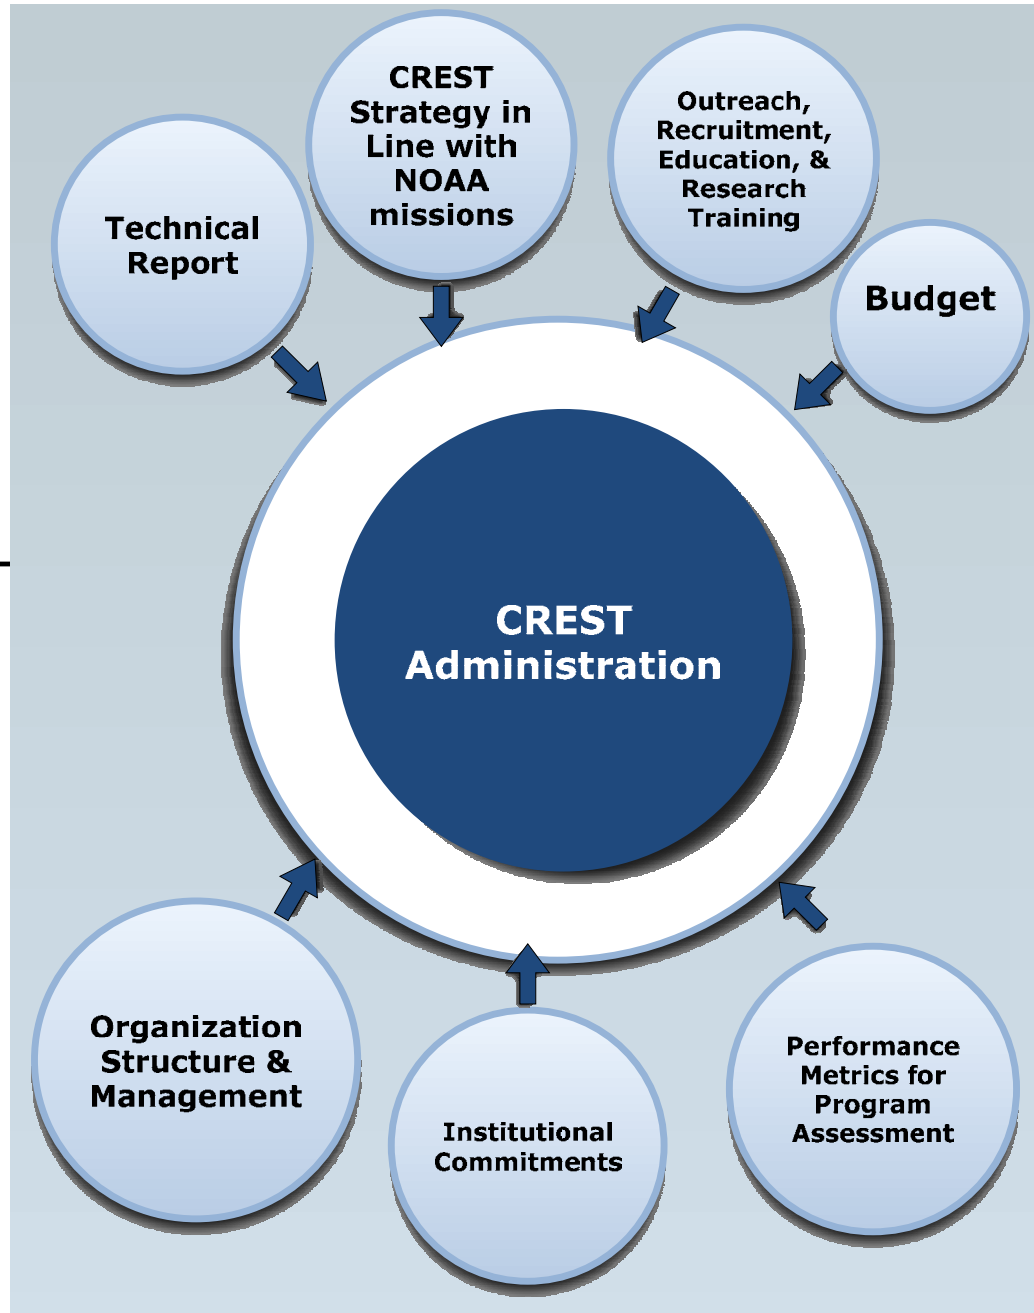 CREST
Strategy in
Line with
NOAA
missions
Outreach,
Recruitment,
Education, &
Research
Training
Technical
Report
Budget
CREST
Administration
Organization
Structure &
Management
Institutional
Commitments
Performance
Metrics for
Program
Assessment